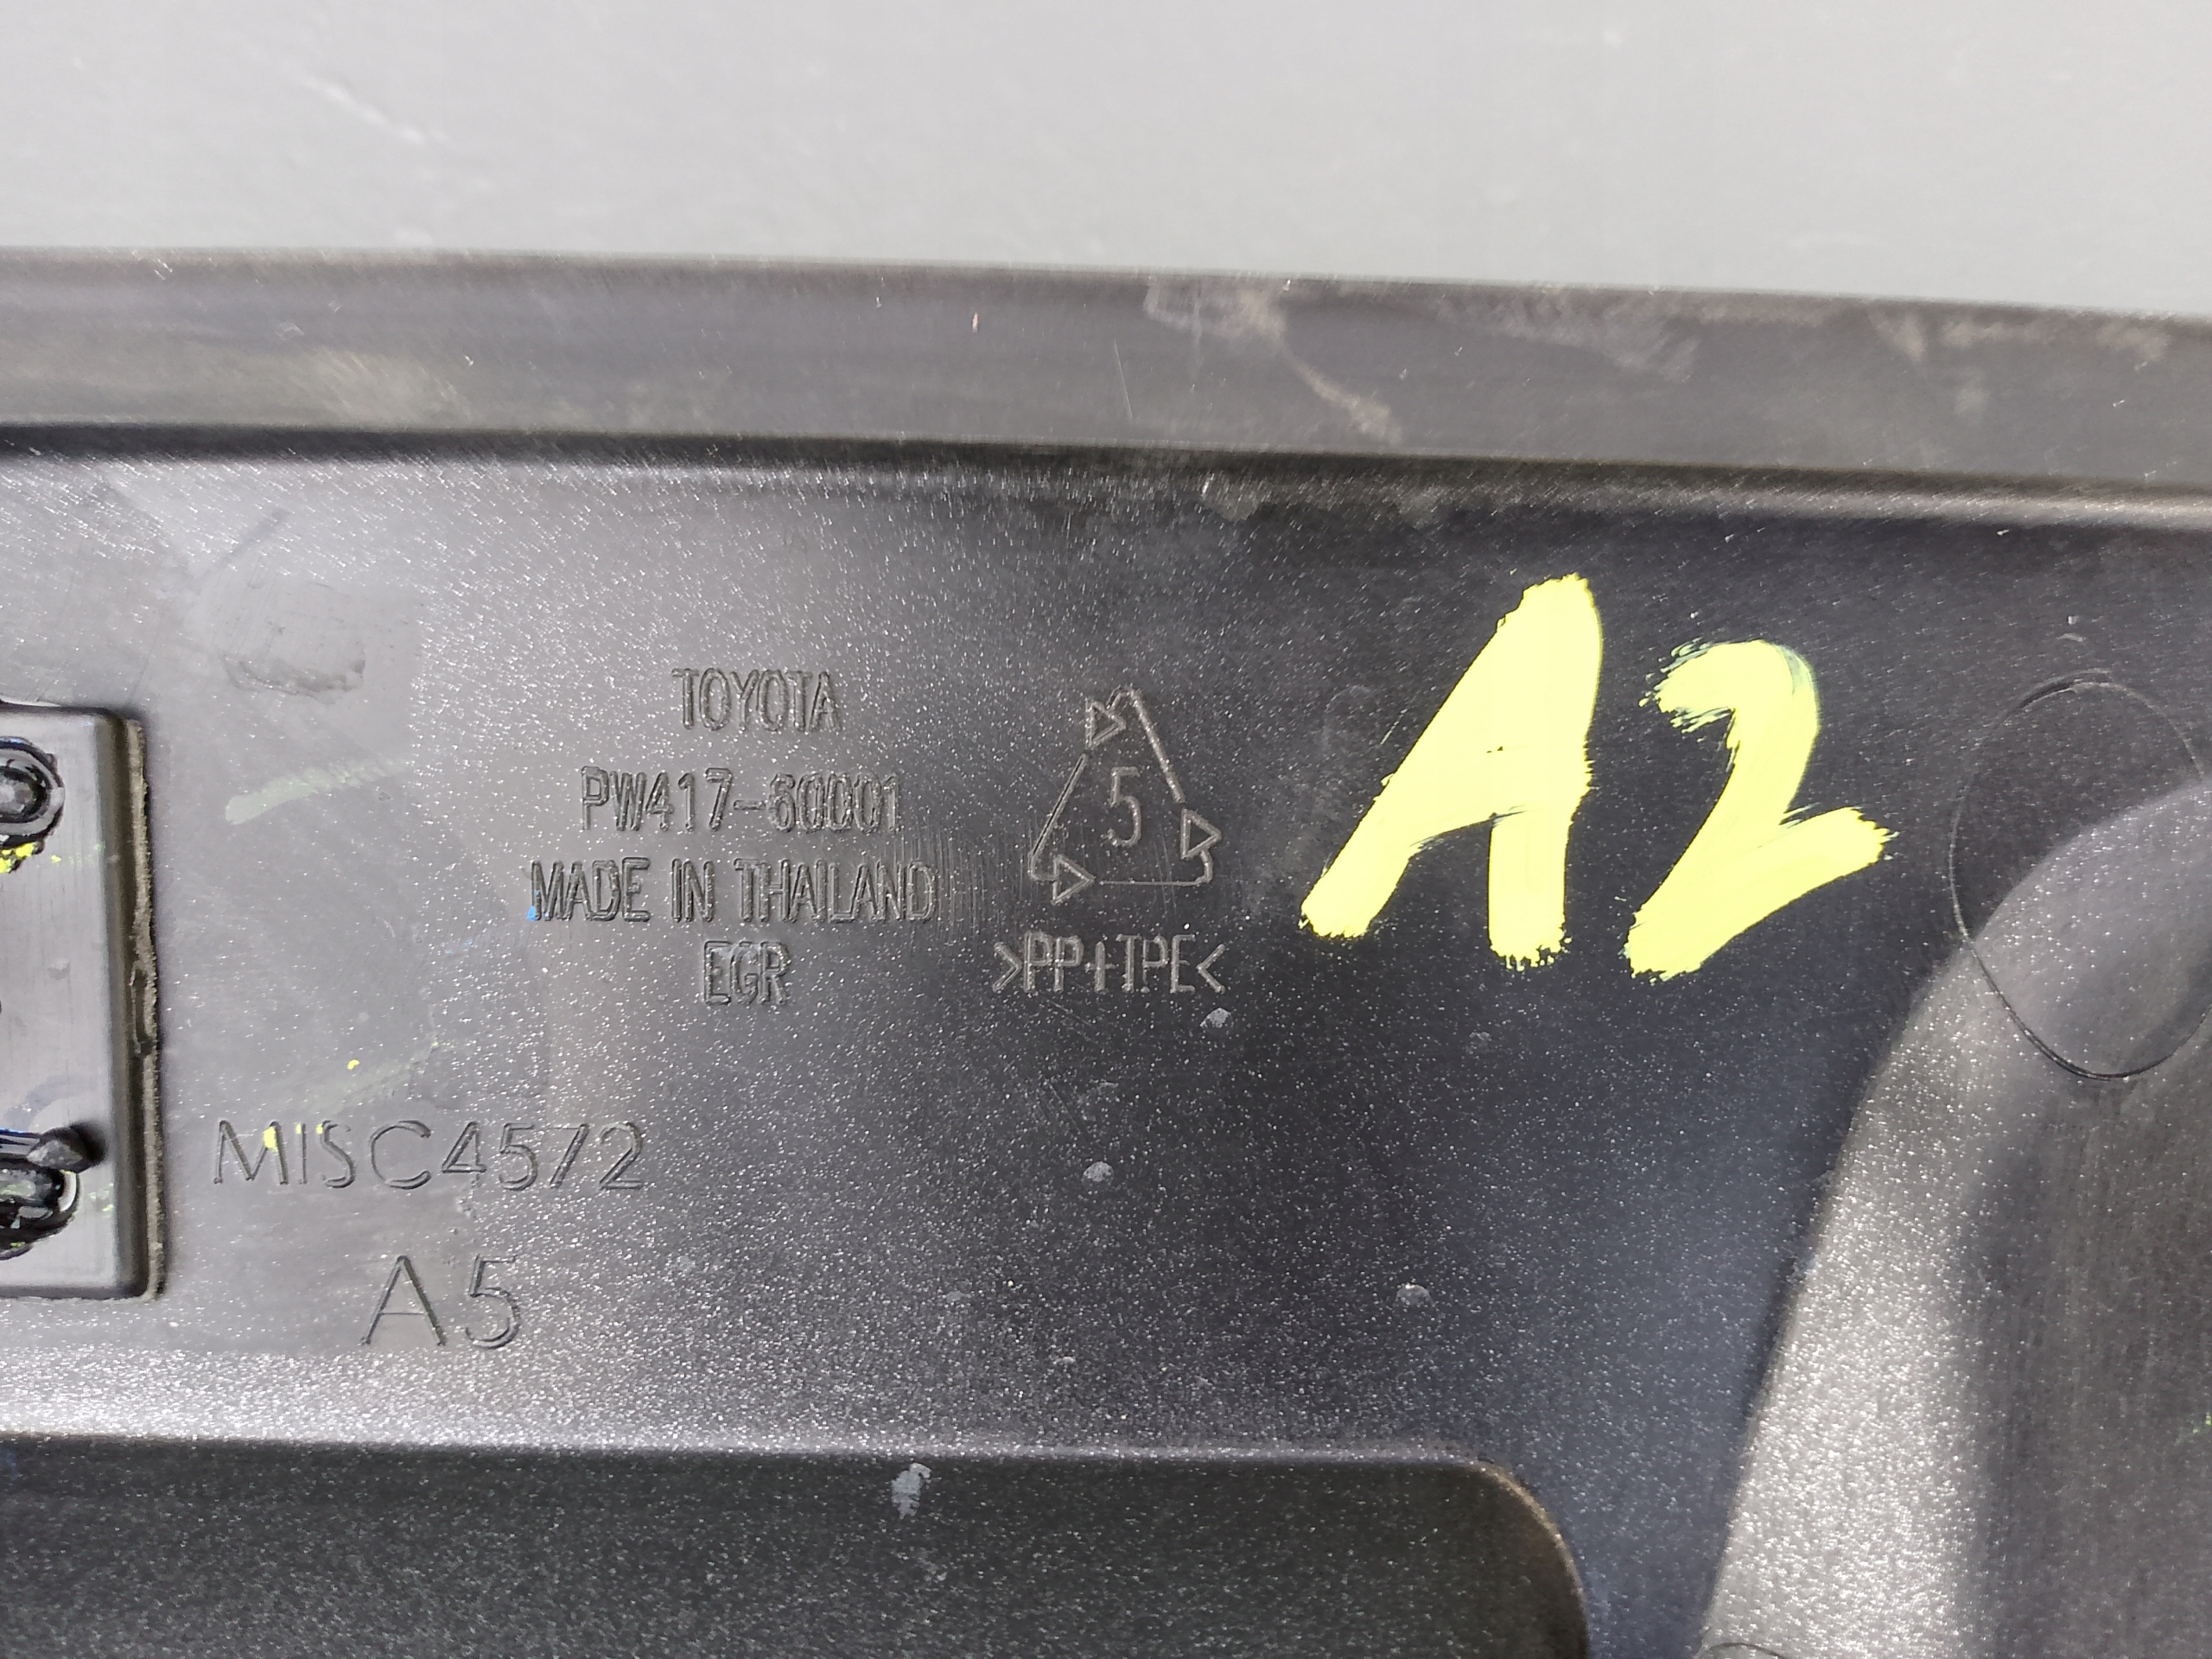 TOYOTA
PW417-60001
MADE IN THAILAND
EGR
5
>PP+TPE<
A2
MISC4572
A5